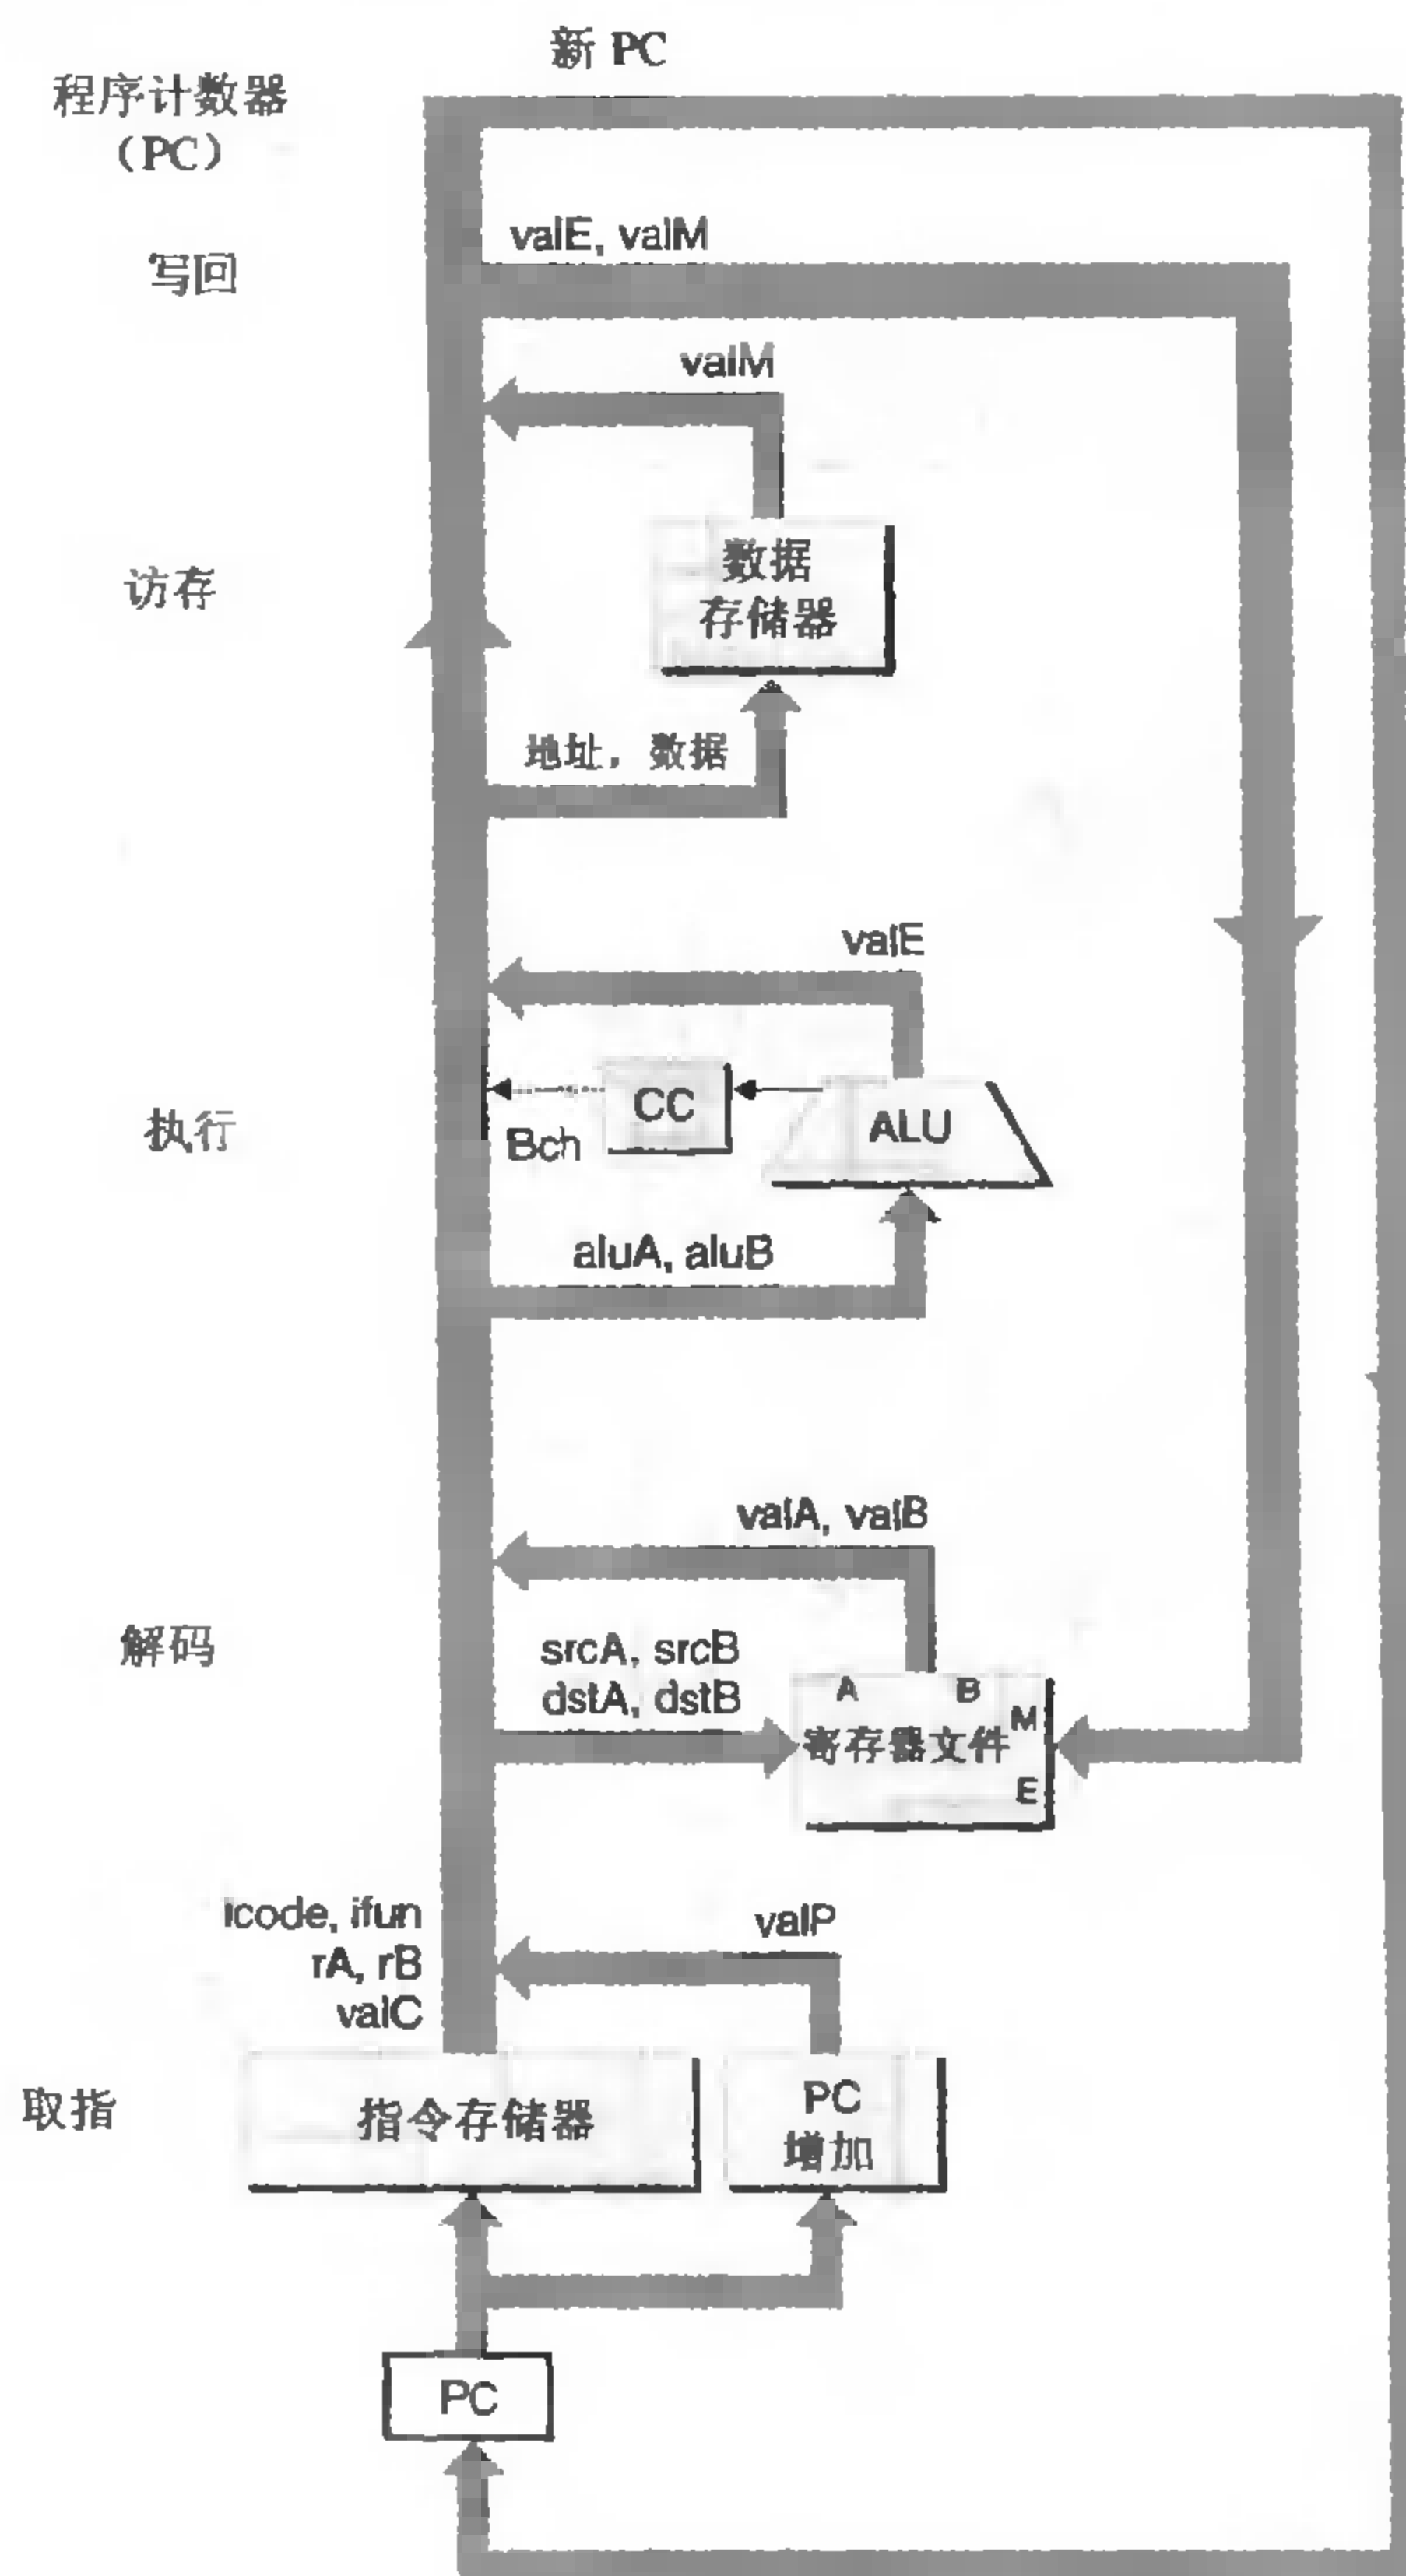 新 PC
程序计数器
（PC）
valE, valM
写回
valM
数据
存储器
访存
地址，数据
valE
CC
ALU
Bch
执行
aluA, aluB
valA, valB
解码
srcA, srcB
dstA, dstB
A
B
M
寄存器文件
E
icode, ifun
rA, rB
valC
valP
取指
指令存储器
PC
增加
PC